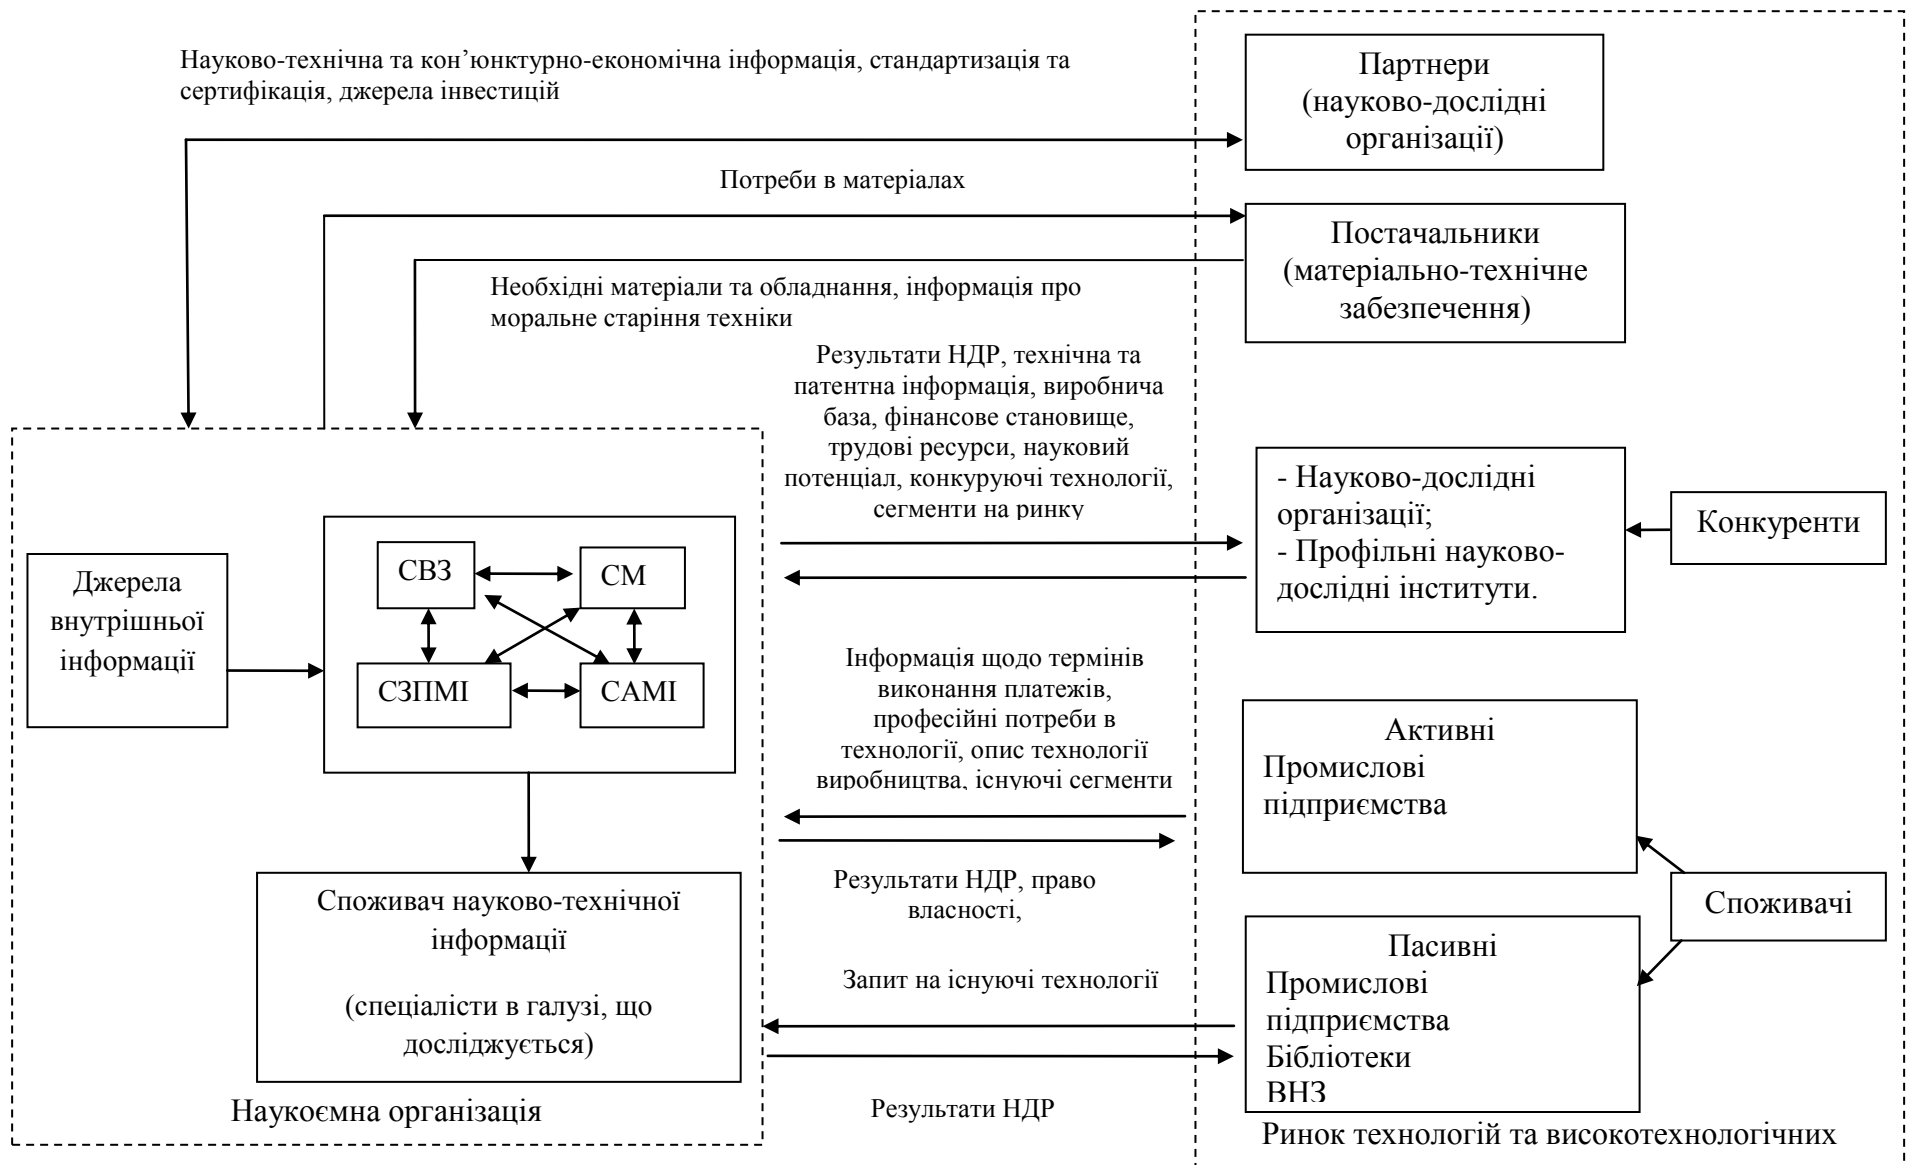 Науково-технічна та кон’юнктурно-економічна інформація, стандартизація та
сертифікація, джерела інвестицій
Партнери
(науково-дослідні
організації)
Потреби в матеріалах
Постачальники
(матеріально-технічне
забезпечення)
Необхідні матеріали та обладнання, інформація про
моральне старіння техніки
Результати НДР, технічна та
патентна інформація, виробнича
база, фінансове становище,
трудові ресурси, науковий
потенціал, конкуруючі технології,
сегменти на ринку
- Науково-дослідні
організації;
- Профільні науково-
дослідні інститути.
Конкуренти
Джерела
внутрішньої
інформації
СВЗ
СМ
СЗПМІ
САМІ
Інформація щодо термінів
виконання платежів,
професійні потреби в
технології, опис технології
виробництва, існуючі сегменти
Активні
Промислові
підприємства
Результати НДР, право
власності,
Споживачі
Споживач науково-технічної
інформації
(спеціалісти в галузі, що
досліджується)
Запит на існуючі технології
Пасивні
Промислові
підприємства
Бібліотеки
ВНЗ
Результати НДР
Наукоємна організація
Ринок технологій та високотехнологічних